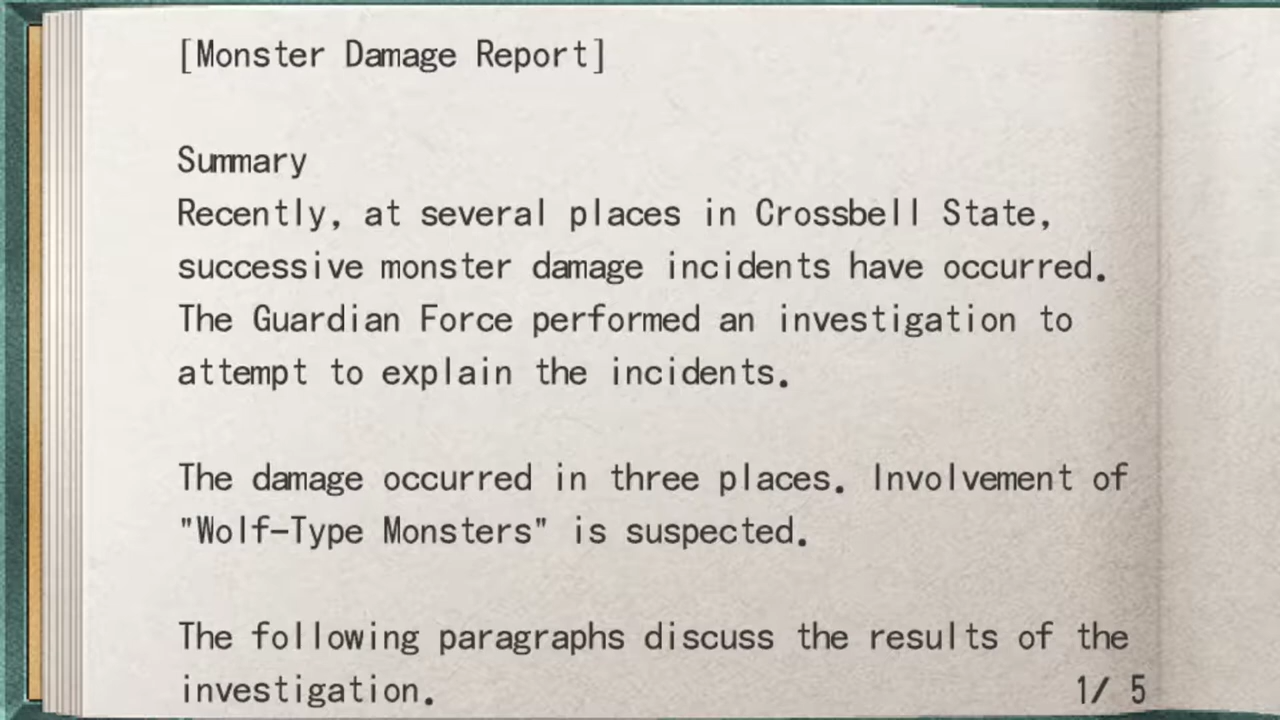 [Monster Damage Report]
Summary
Recently, at several places in Crossbell State,
successive monster damage incidents have occurred.
The Guardian Force performed an investigation to
attempt to explain the incidents.
The damage occurred in three places. Involvement of
"Wolf-Type Monsters" is suspected.
The following paragraphs discuss the results of the
investigation.
1/ 5